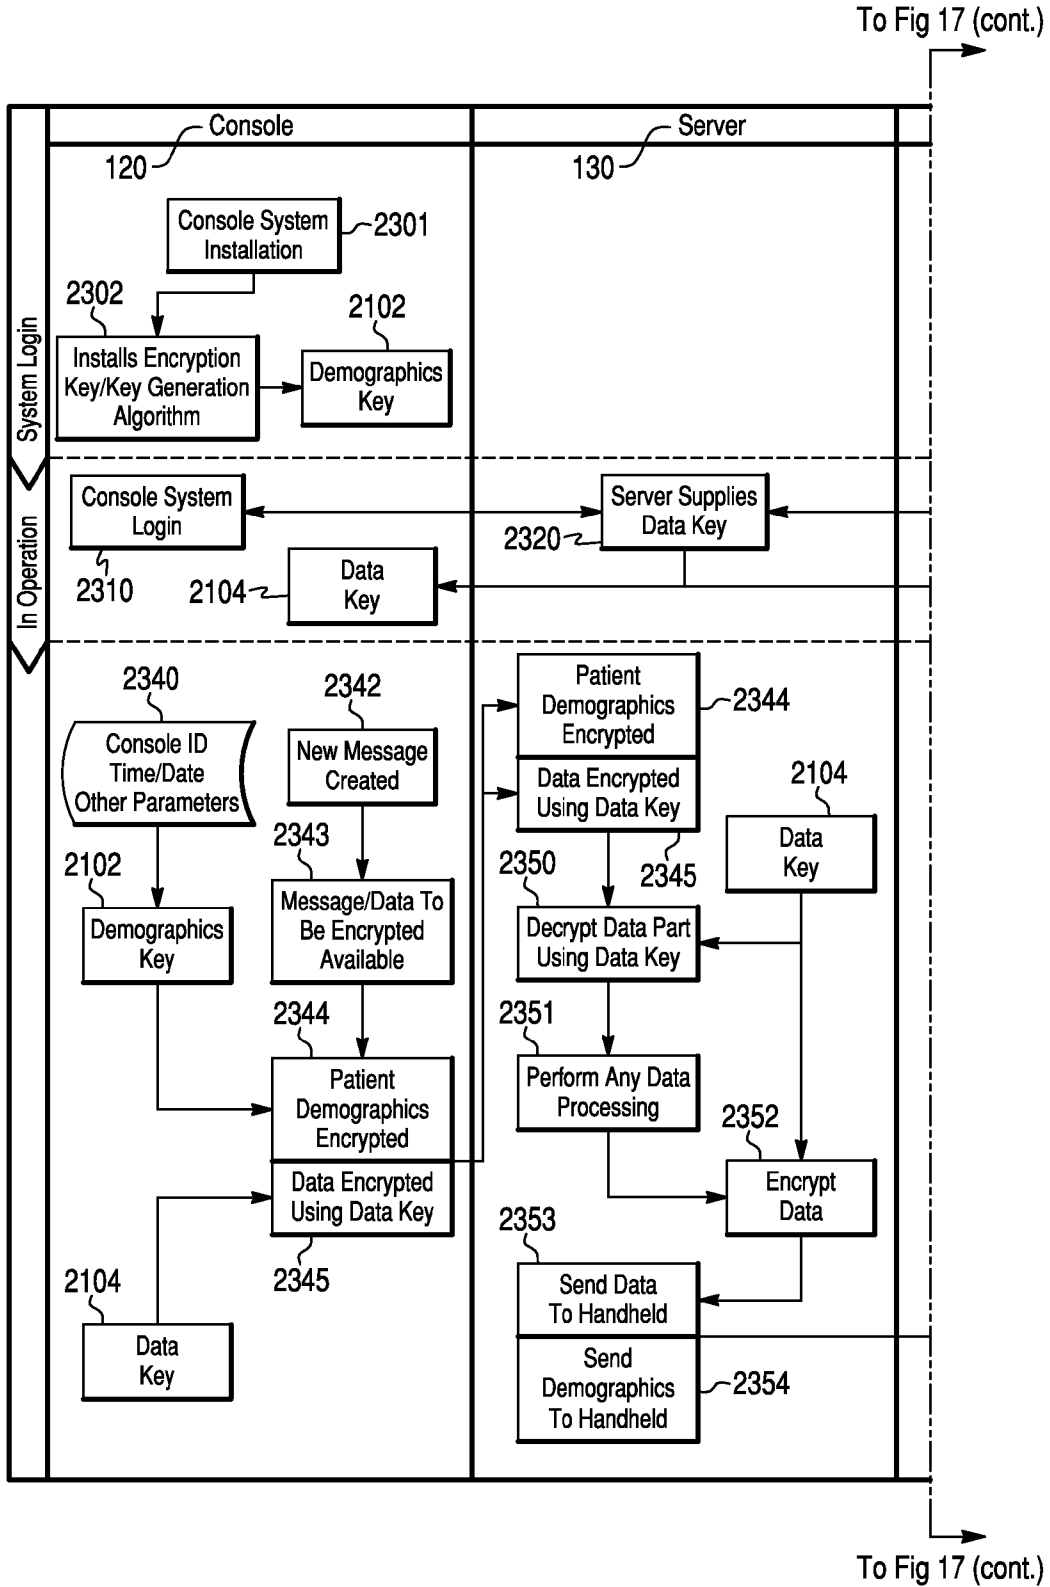 To Fig 17 (cont.)
Console
Server
120
130
System Login
Console System
Installation
2301
2302
Installs Encryption
Key/Key Generation
Algorithm
2102
Demographics
Key
In Operation
Console System
Login
2310
Server Supplies
Data Key
2320
2104
Data
Key
2340
Console ID
Time/Date
Other Parameters
2342
New Message
Created
2102
Demographics
Key
2343
Message/Data To
Be Encrypted
Available
2344
Patient
Demographics
Encrypted
Data Encrypted
Using Data Key
2345
2104
Data
Key
Patient
Demographics
Encrypted
2344
Data Encrypted
Using Data Key
2345
2104
Data
Key
2350
Decrypt Data Part
Using Data Key
2351
Perform Any Data
Processing
2352
Encrypt
Data
2353
Send Data
To Handheld
Send
Demographics
To Handheld
2354
To Fig 17 (cont.)